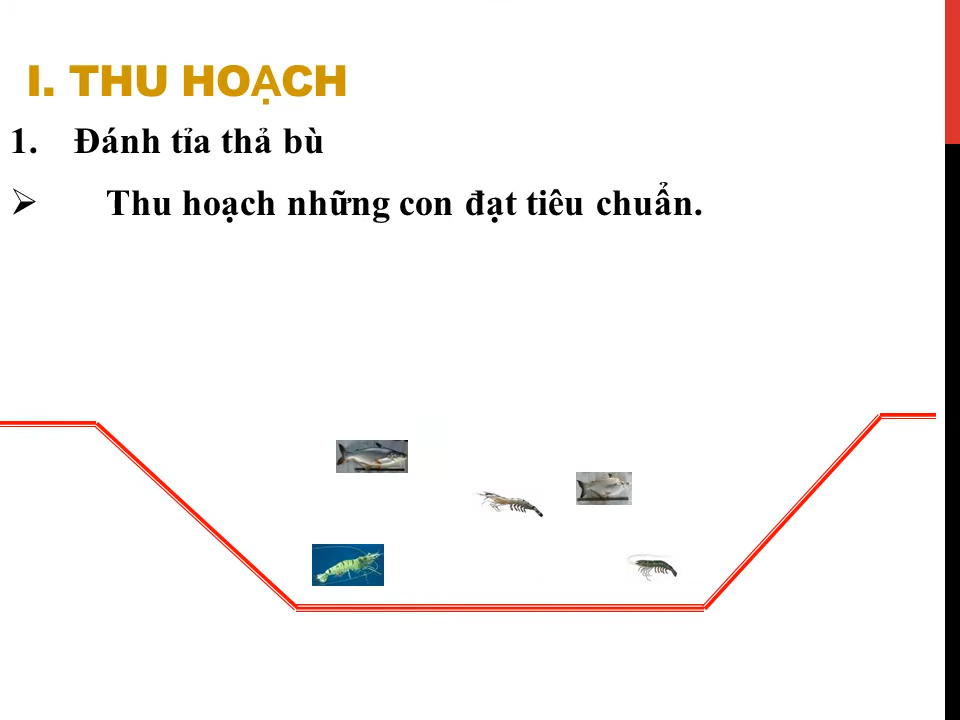 I. THU HOẠCH
1. Đánh tỉa thả bù
➢ Thu hoạch những con đạt tiêu chuẩn.